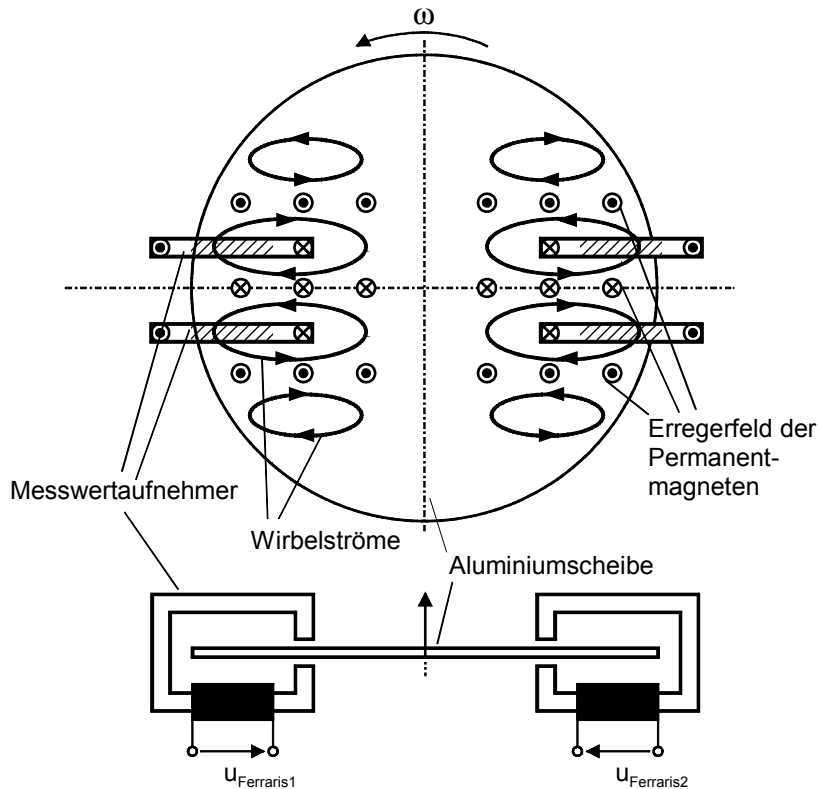 ω
Erregerfeld der
Permanent-
magneten
Messwertaufnehmer
Wirbelströme
Aluminiumscheibe
uFerraris1
uFerraris2